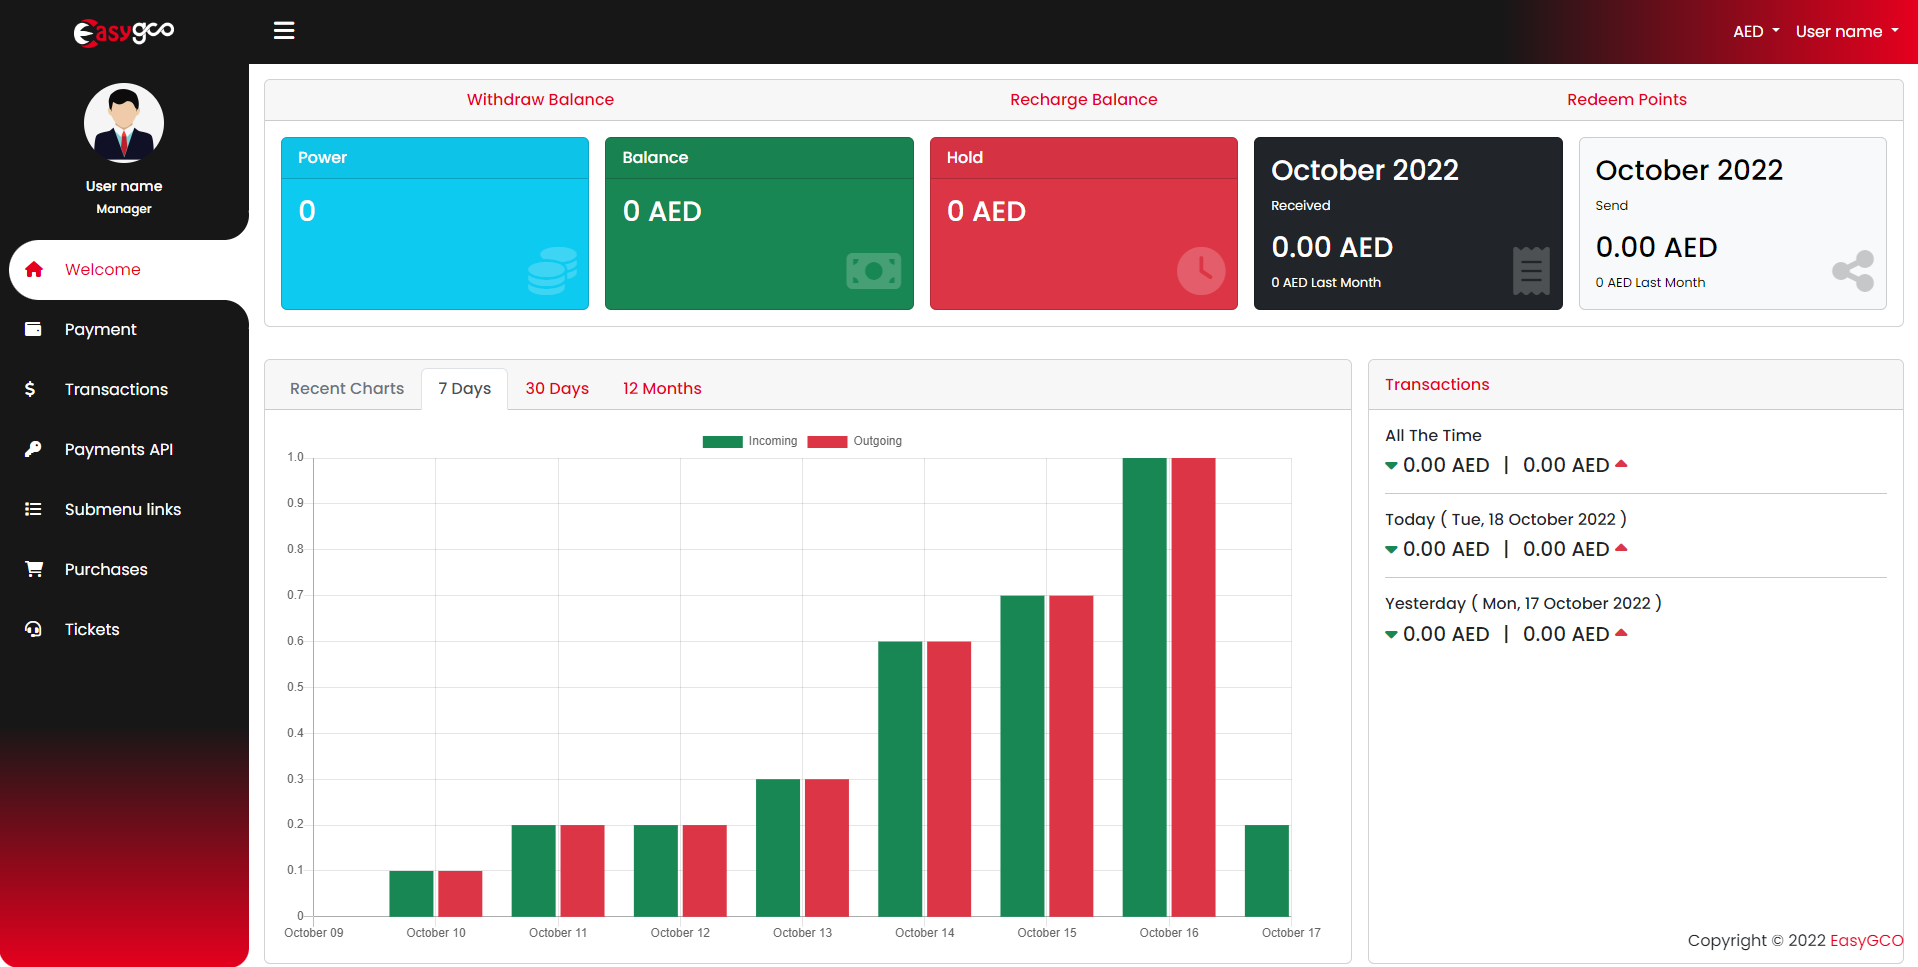 Easygco
AED
User name
User name
Manager
Welcome
Payment
Transactions
Payments API
Submenu links
Purchases
Tickets
Withdraw Balance
Recharge Balance
Redeem Points
Power
0
Balance
0 AED
Hold
0 AED
October 2022
Received
0.00 AED
0 AED Last Month
October 2022
Send
0.00 AED
0 AED Last Month
Recent Charts
7 Days
30 Days
12 Months
Incoming
Outgoing
1.0
0.9
0.8
0.7
0.6
0.5
0.4
0.3
0.2
0.1
0
October 09
October 10
October 11
October 12
October 13
October 14
October 15
October 16
October 17
Transactions
All The Time
0.00 AED | 0.00 AED
Today ( Tue, 18 October 2022 )
0.00 AED | 0.00 AED
Yesterday ( Mon, 17 October 2022 )
0.00 AED | 0.00 AED
Copyright © 2022 EasyGCO